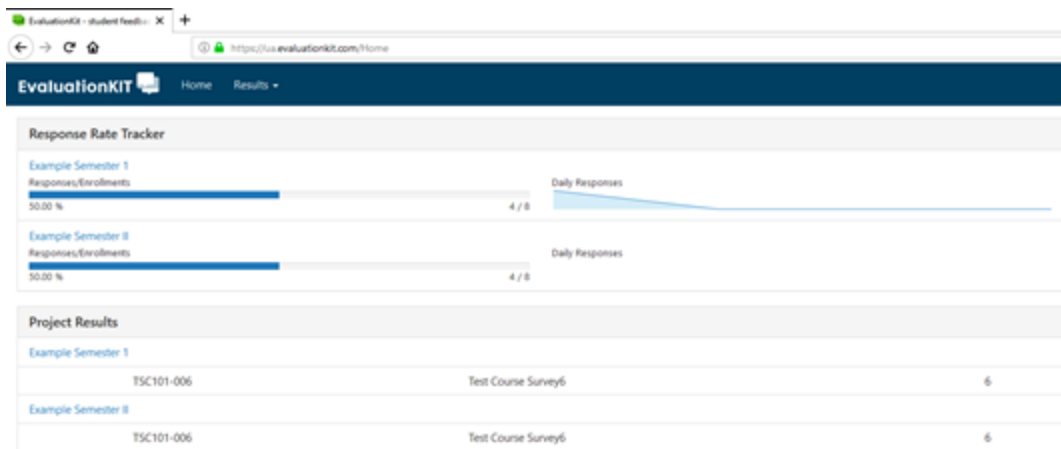 EvaluationKit - student feedba
https://ua.evaluationkit.com/Home
EvaluationKIT Home Results
Response Rate Tracker
Example Semester 1
Responses/Enrollments Daily Responses
50.00 % 4 / 8
Example Semester II
Responses/Enrollments Daily Responses
50.00 % 4 / 8
Project Results
Example Semester 1
TSC101-006 Test Course Survey6 6
Example Semester II
TSC101-006 Test Course Survey6 6